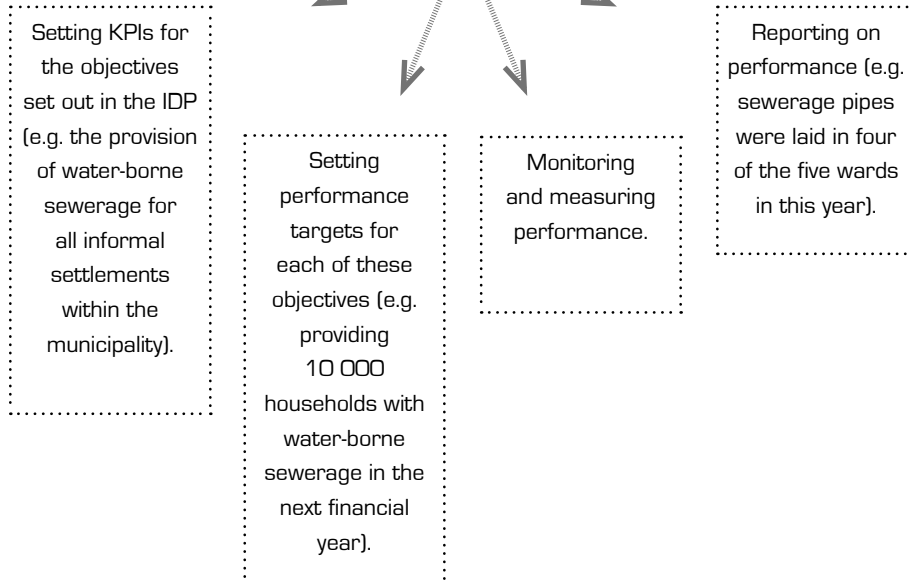 Setting KPIs for
the objectives
set out in the IDP
(e.g. the provision
of water-borne
sewerage for
all informal
settlements
within the
municipality).
Setting
performance
targets for
each of these
objectives (e.g.
providing
10 000
households with
water-borne
sewerage in the
next financial
year).
Monitoring
and measuring
performance.
Reporting on
performance (e.g.
sewerage pipes
were laid in four
of the five wards
in this year).